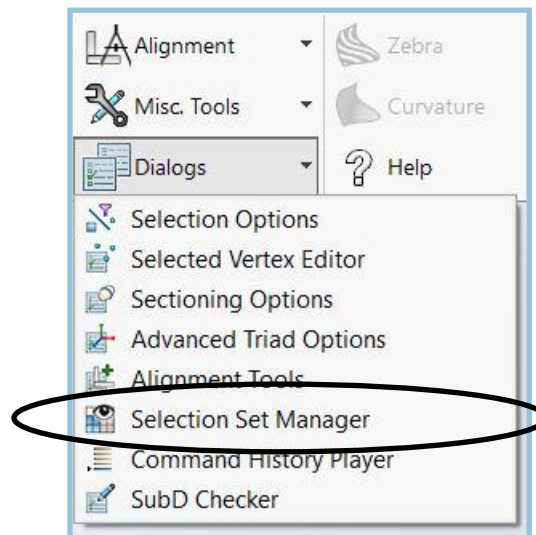 Alignment
Zebra
Misc. Tools
Curvature
Dialogs
Help
Selection Options
Selected Vertex Editor
Sectioning Options
Advanced Triad Options
Alignment Tools
Selection Set Manager
Command History Player
SubD Checker